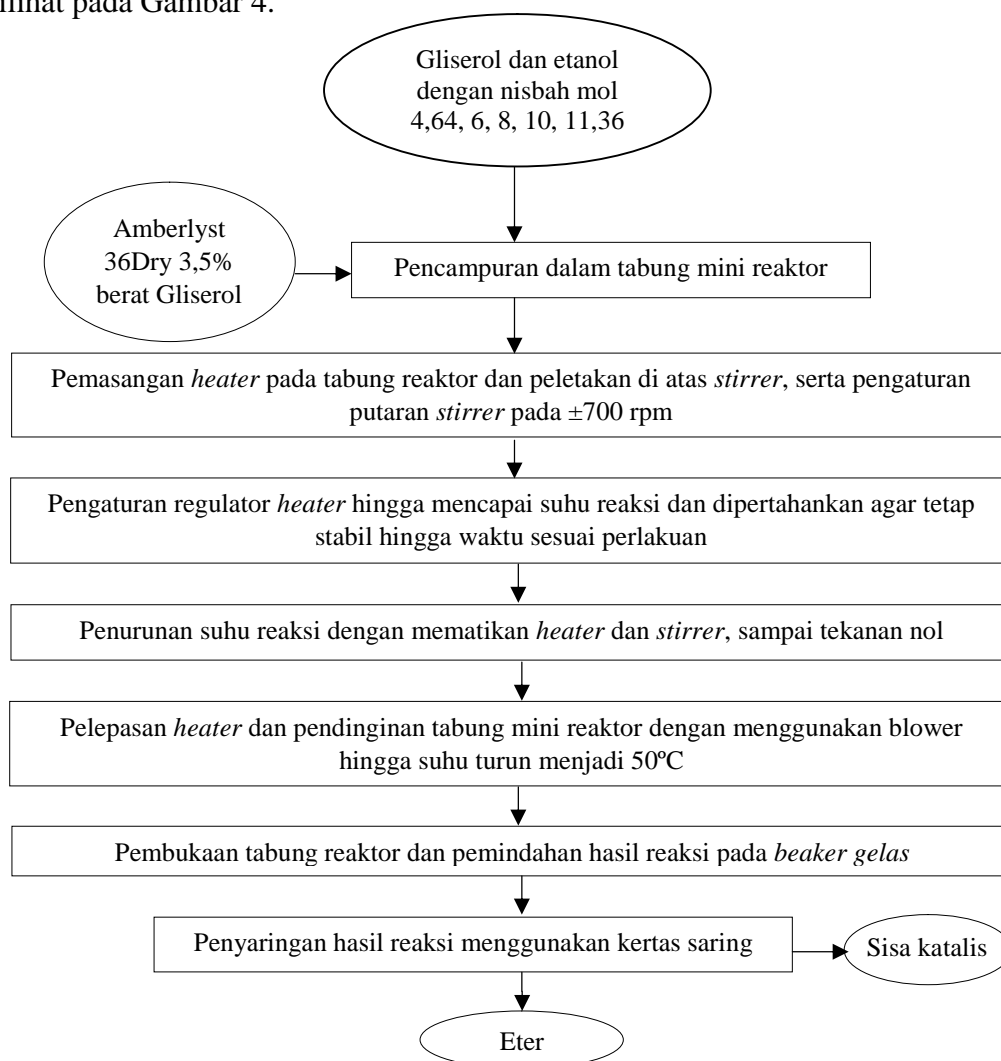 pada Gambar 4.
Gliserol dan etanol
dengan nisbah mol
4,64, 6, 8, 10, 11,36
Amberlyst
36Dry 3,5%
berat Gliserol
Pencampuran dalam tabung mini reaktor
Pemasangan heater pada tabung reaktor dan peletakan di atas stirrer, serta pengaturan
putaran stirrer pada ±700 rpm
Pengaturan regulator heater hingga mencapai suhu reaksi dan dipertahankan agar tetap
stabil hingga waktu sesuai perlakuan
Penurunan suhu reaksi dengan mematikan heater dan stirrer, sampai tekanan nol
Pelepasan heater dan pendinginan tabung mini reaktor dengan menggunakan blower
hingga suhu turun menjadi 50ºC
Pembukaan tabung reaktor dan pemindahan hasil reaksi pada beaker gelas
Penyaringan hasil reaksi menggunakan kertas saring
Sisa katalis
Eter